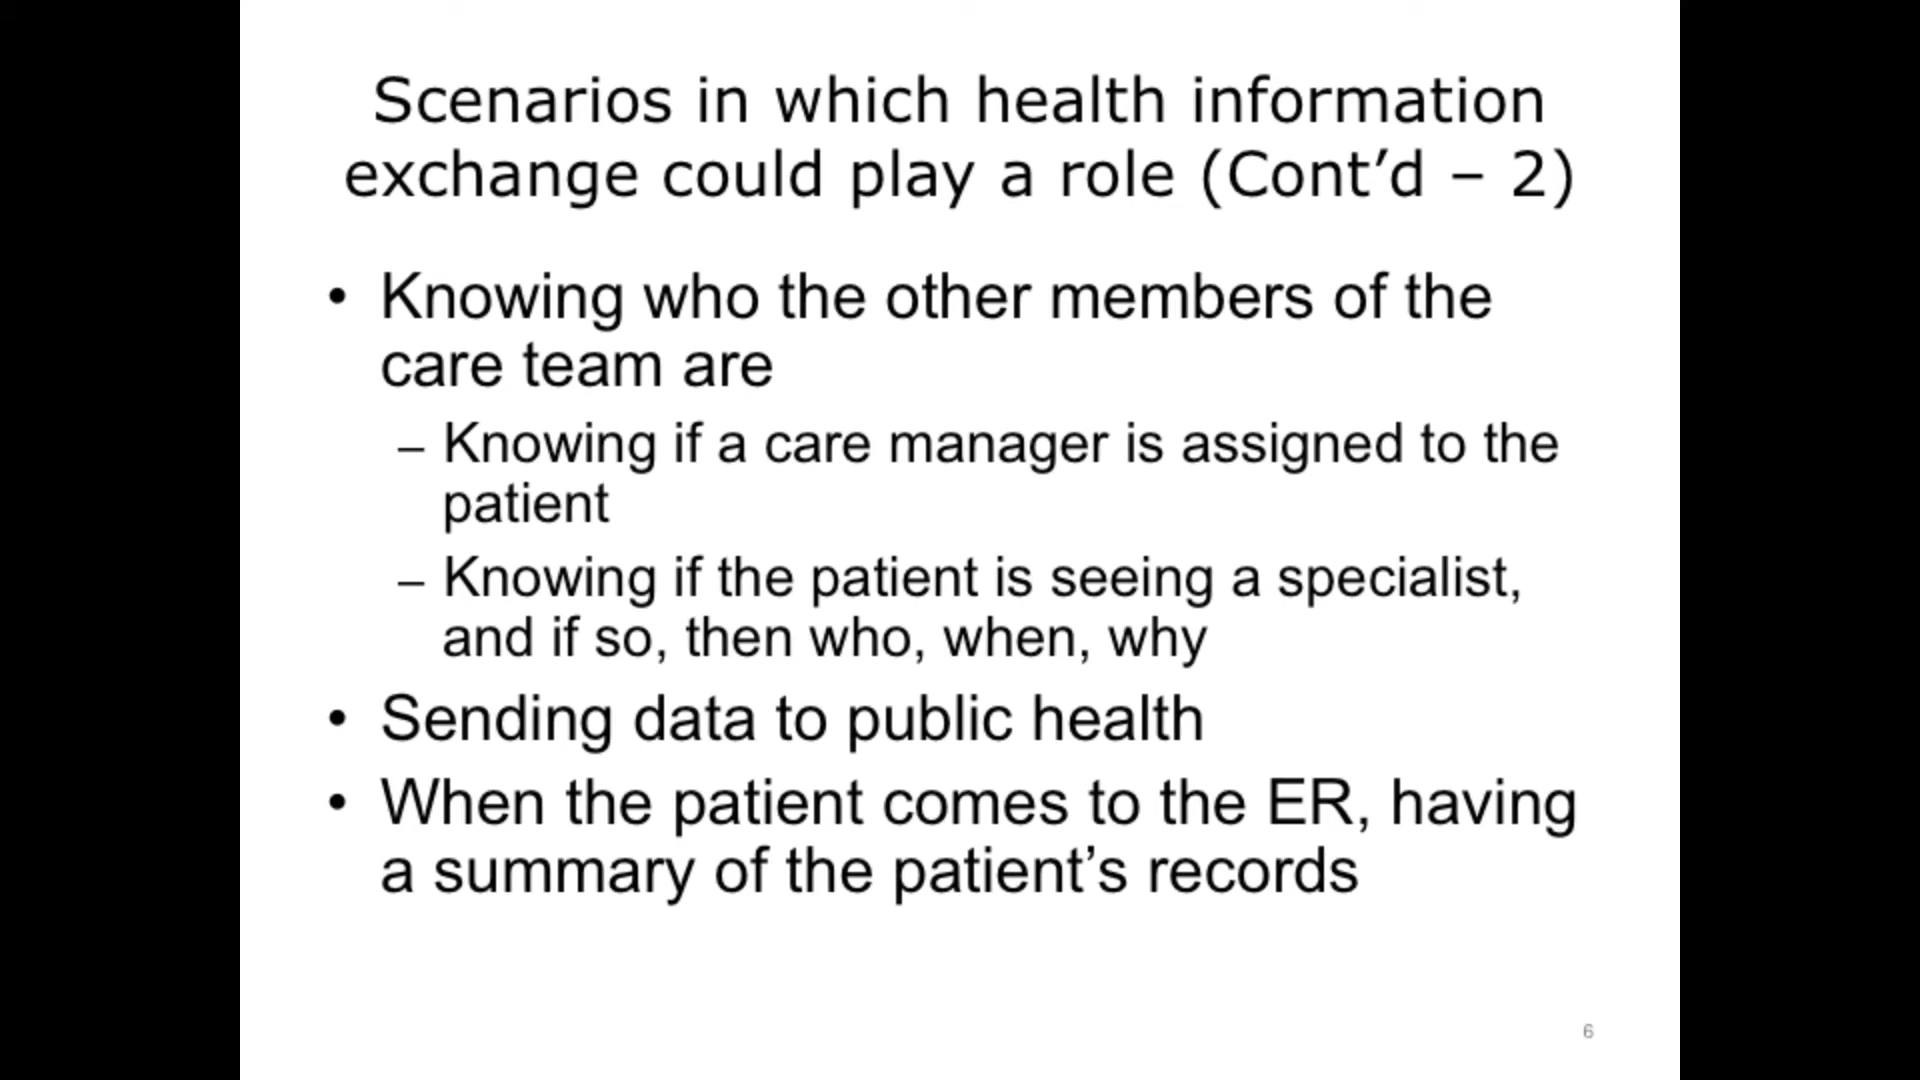 Scenarios in which health information
exchange could play a role (Cont’d – 2)
• Knowing who the other members of the
care team are
– Knowing if a care manager is assigned to the
patient
– Knowing if the patient is seeing a specialist,
and if so, then who, when, why
• Sending data to public health
• When the patient comes to the ER, having
a summary of the patient’s records
6